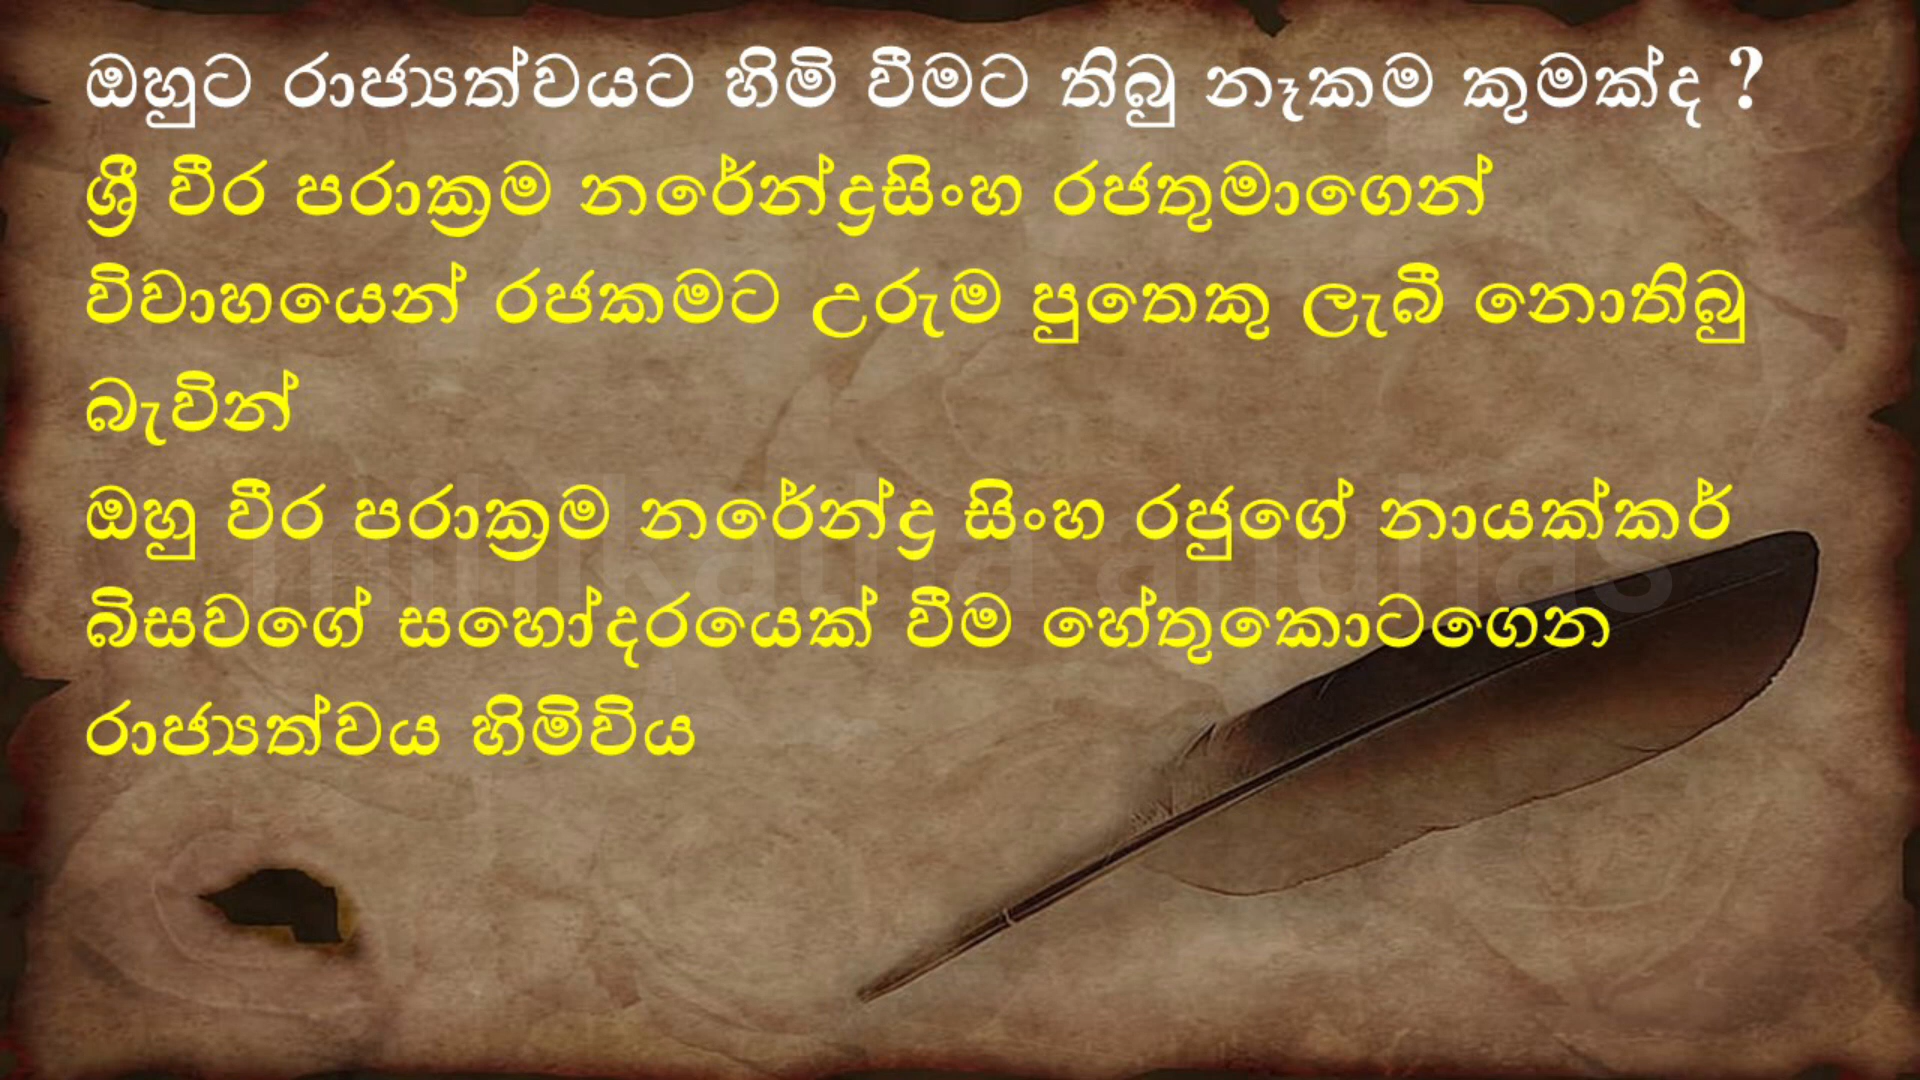 ඔහුට රාජ්‍යත්වයට හිමි වීමට තිබු නෑකම කුමක්ද ?
ශ්‍රී වීර පරාක්‍රම නරේන්ද්‍රසිංහ රජතුමාගෙන්
විවාහයෙන් රජකමට උරුම පුතෙකු ලැබී නොතිබු
බැවින්
ඔහු වීර පරාක්‍රම නරේන්ද්‍ර සිංහ රජුගේ නායක්කර්
බිසවගේ සහෝදරයෙක් වීම හේතුකොටගෙන
රාජ්‍යත්වය හිමිවිය